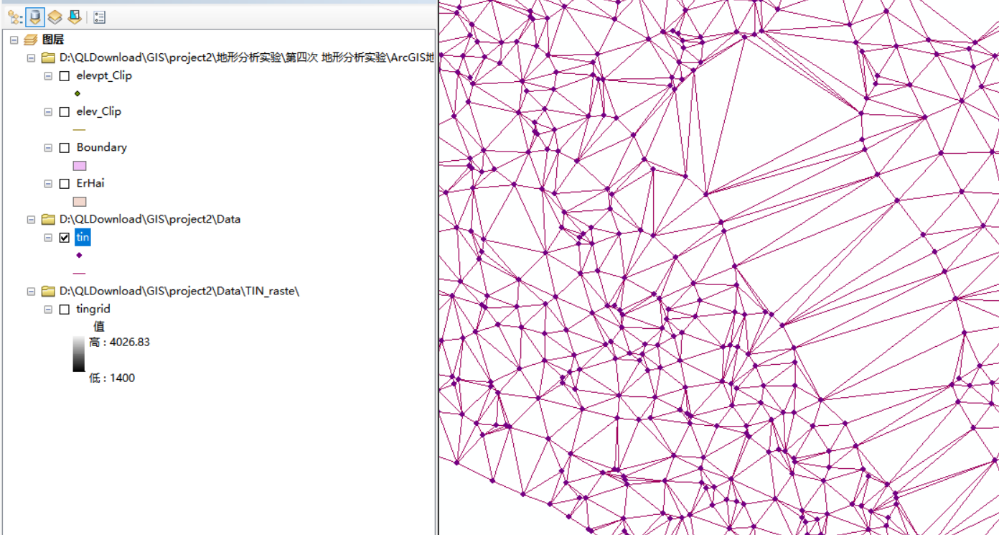 图层
D:\QLDownload\GIS\project2\地形分析实验\第四次 地形分析实验\ArcGIS地
elevpt_Clip
elev_Clip
Boundary
ErHai
D:\QLDownload\GIS\project2\Data
tin
D:\QLDownload\GIS\project2\Data\TIN_raste\
tingrid
值
高 : 4026.83
低 : 1400